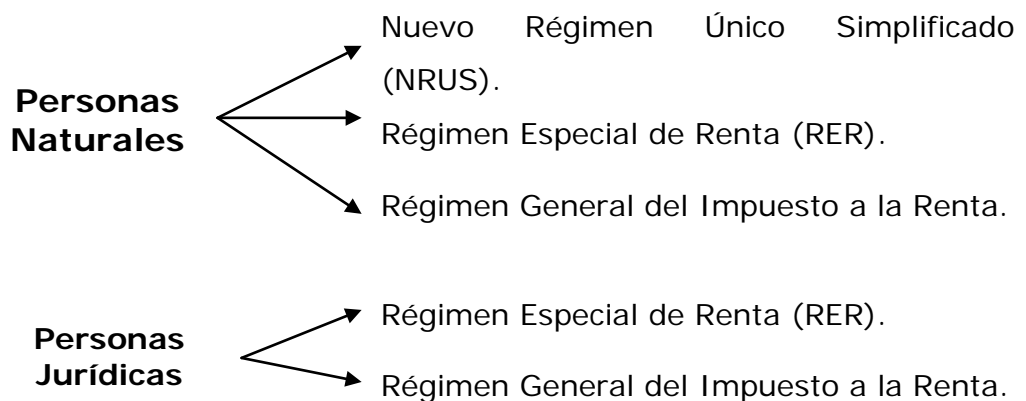 Nuevo Régimen Único Simplificado
(NRUS).
Personas
Naturales
Régimen Especial de Renta (RER).
Régimen General del Impuesto a la Renta.
Régimen Especial de Renta (RER).
Personas
Jurídicas
Régimen General del Impuesto a la Renta.